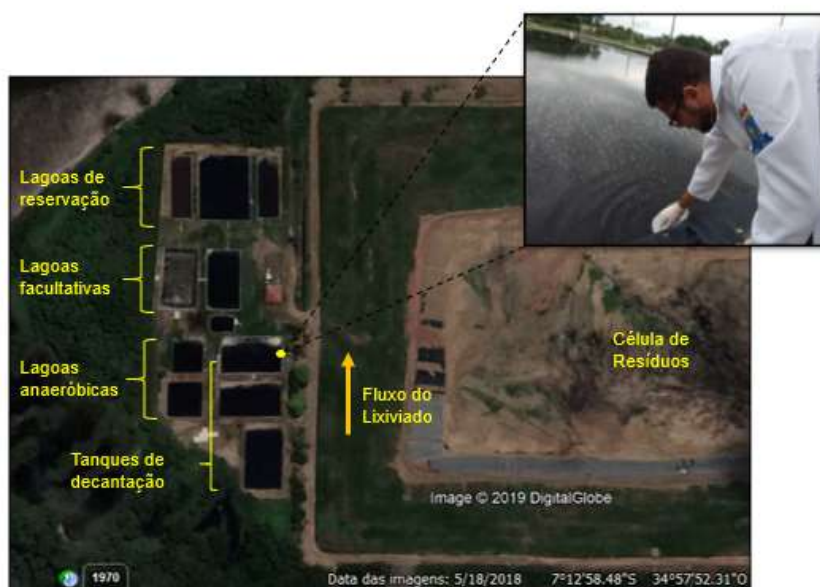 Lagoas de
reservação
Lagoas
facultativas
Lagoas
anaeróbicas
Tanques de
decantação
Fluxo do
Lixiviado
Célula de
Resíduos
Image © 2019 DigitalGlobe
1970
Data das imagens: 5/18/2018 7°12'58.48"S 34°57'52.31"O